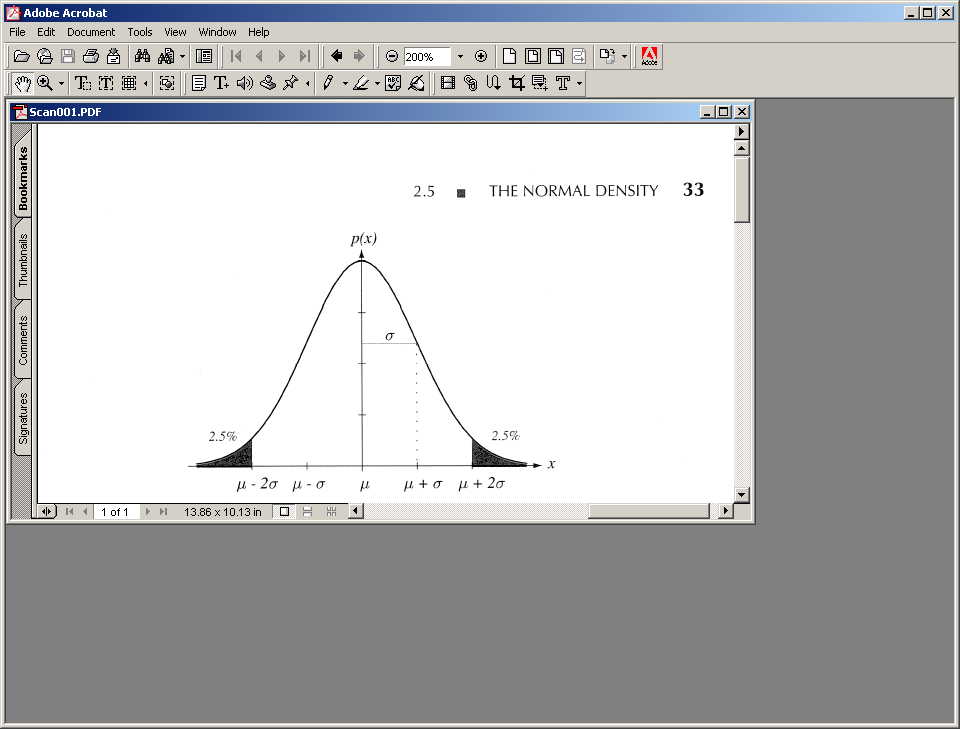 Adobe Acrobat
File Edit Document Tools View Window Help
200%
Adobe
Scan001.PDF
Bookmarks
Thumbnails
Comments
Signatures
2.5 ■ THE NORMAL DENSITY 33
p(x)
σ
2.5% 2.5%
x
μ - 2σ μ - σ μ μ + σ μ + 2σ
1 of 1 13.86 x 10.13 in